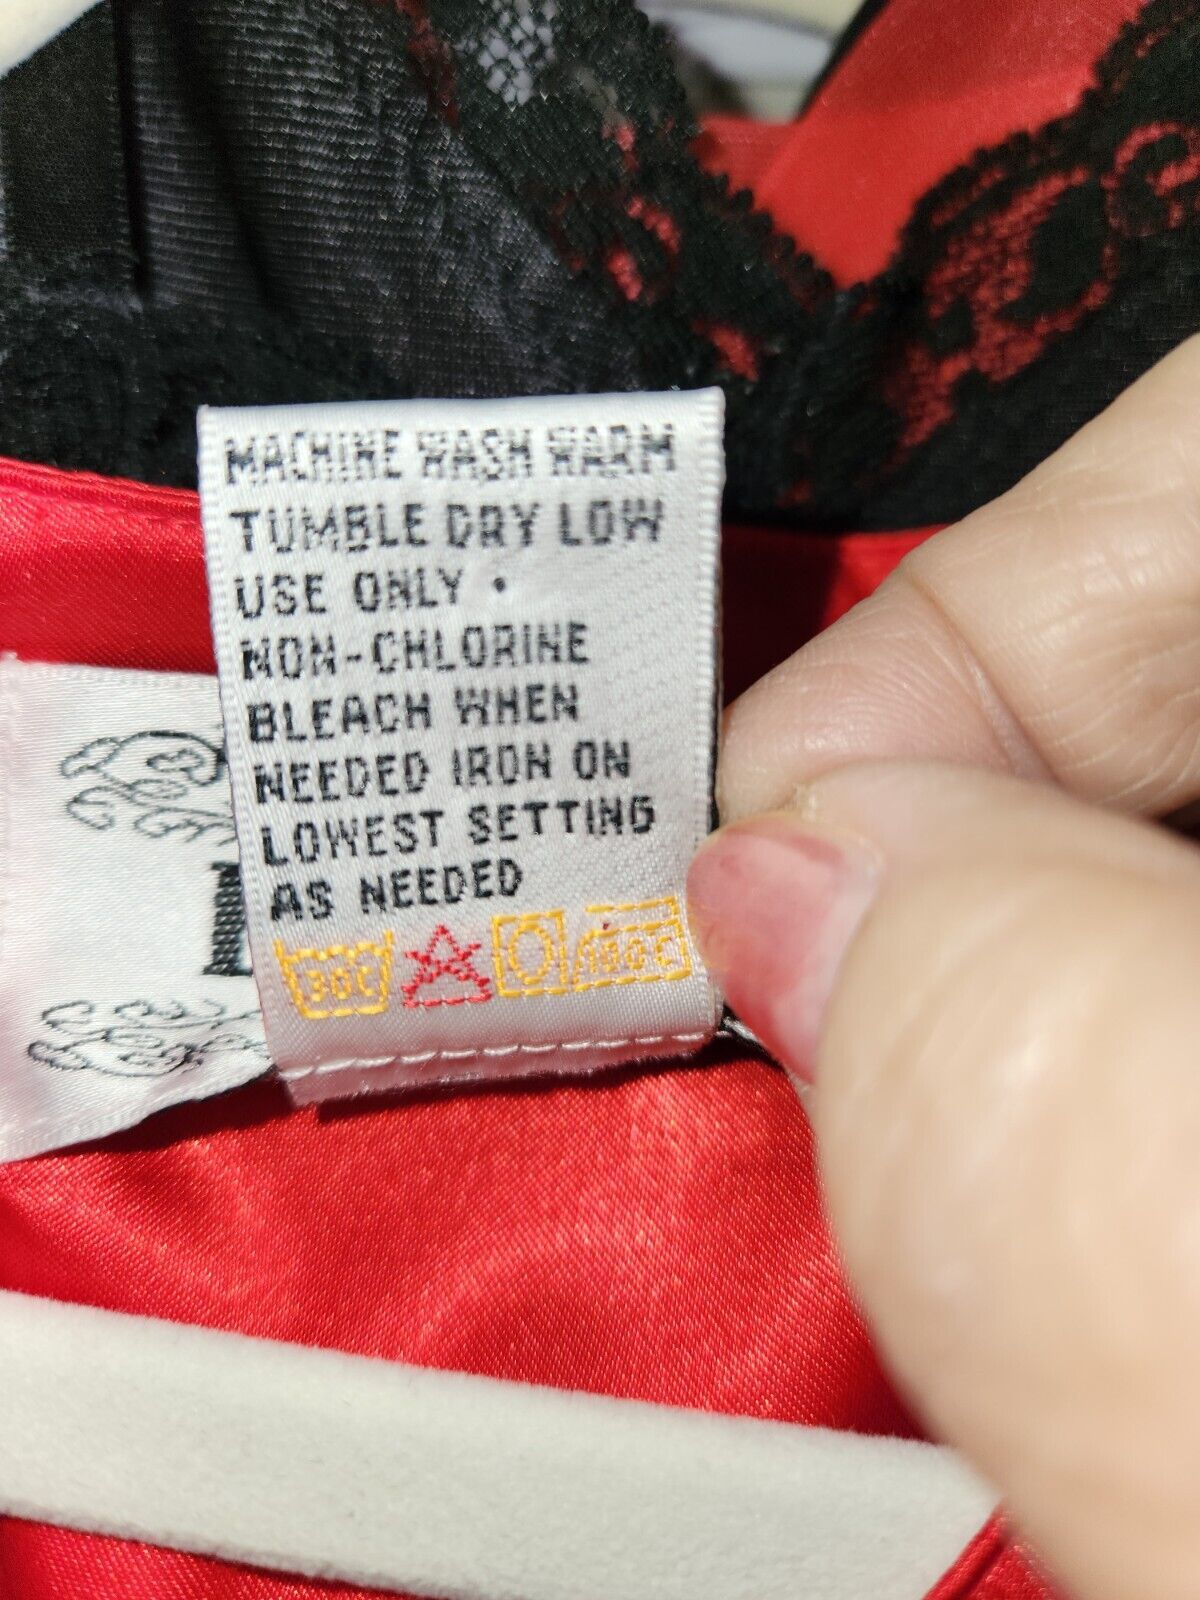 MACHINE WASH WARM
TUMBLE DRY LOW
USE ONLY •
NON-CHLORINE
BLEACH WHEN
NEEDED IRON ON
LOWEST SETTING
AS NEEDED
30C
100C